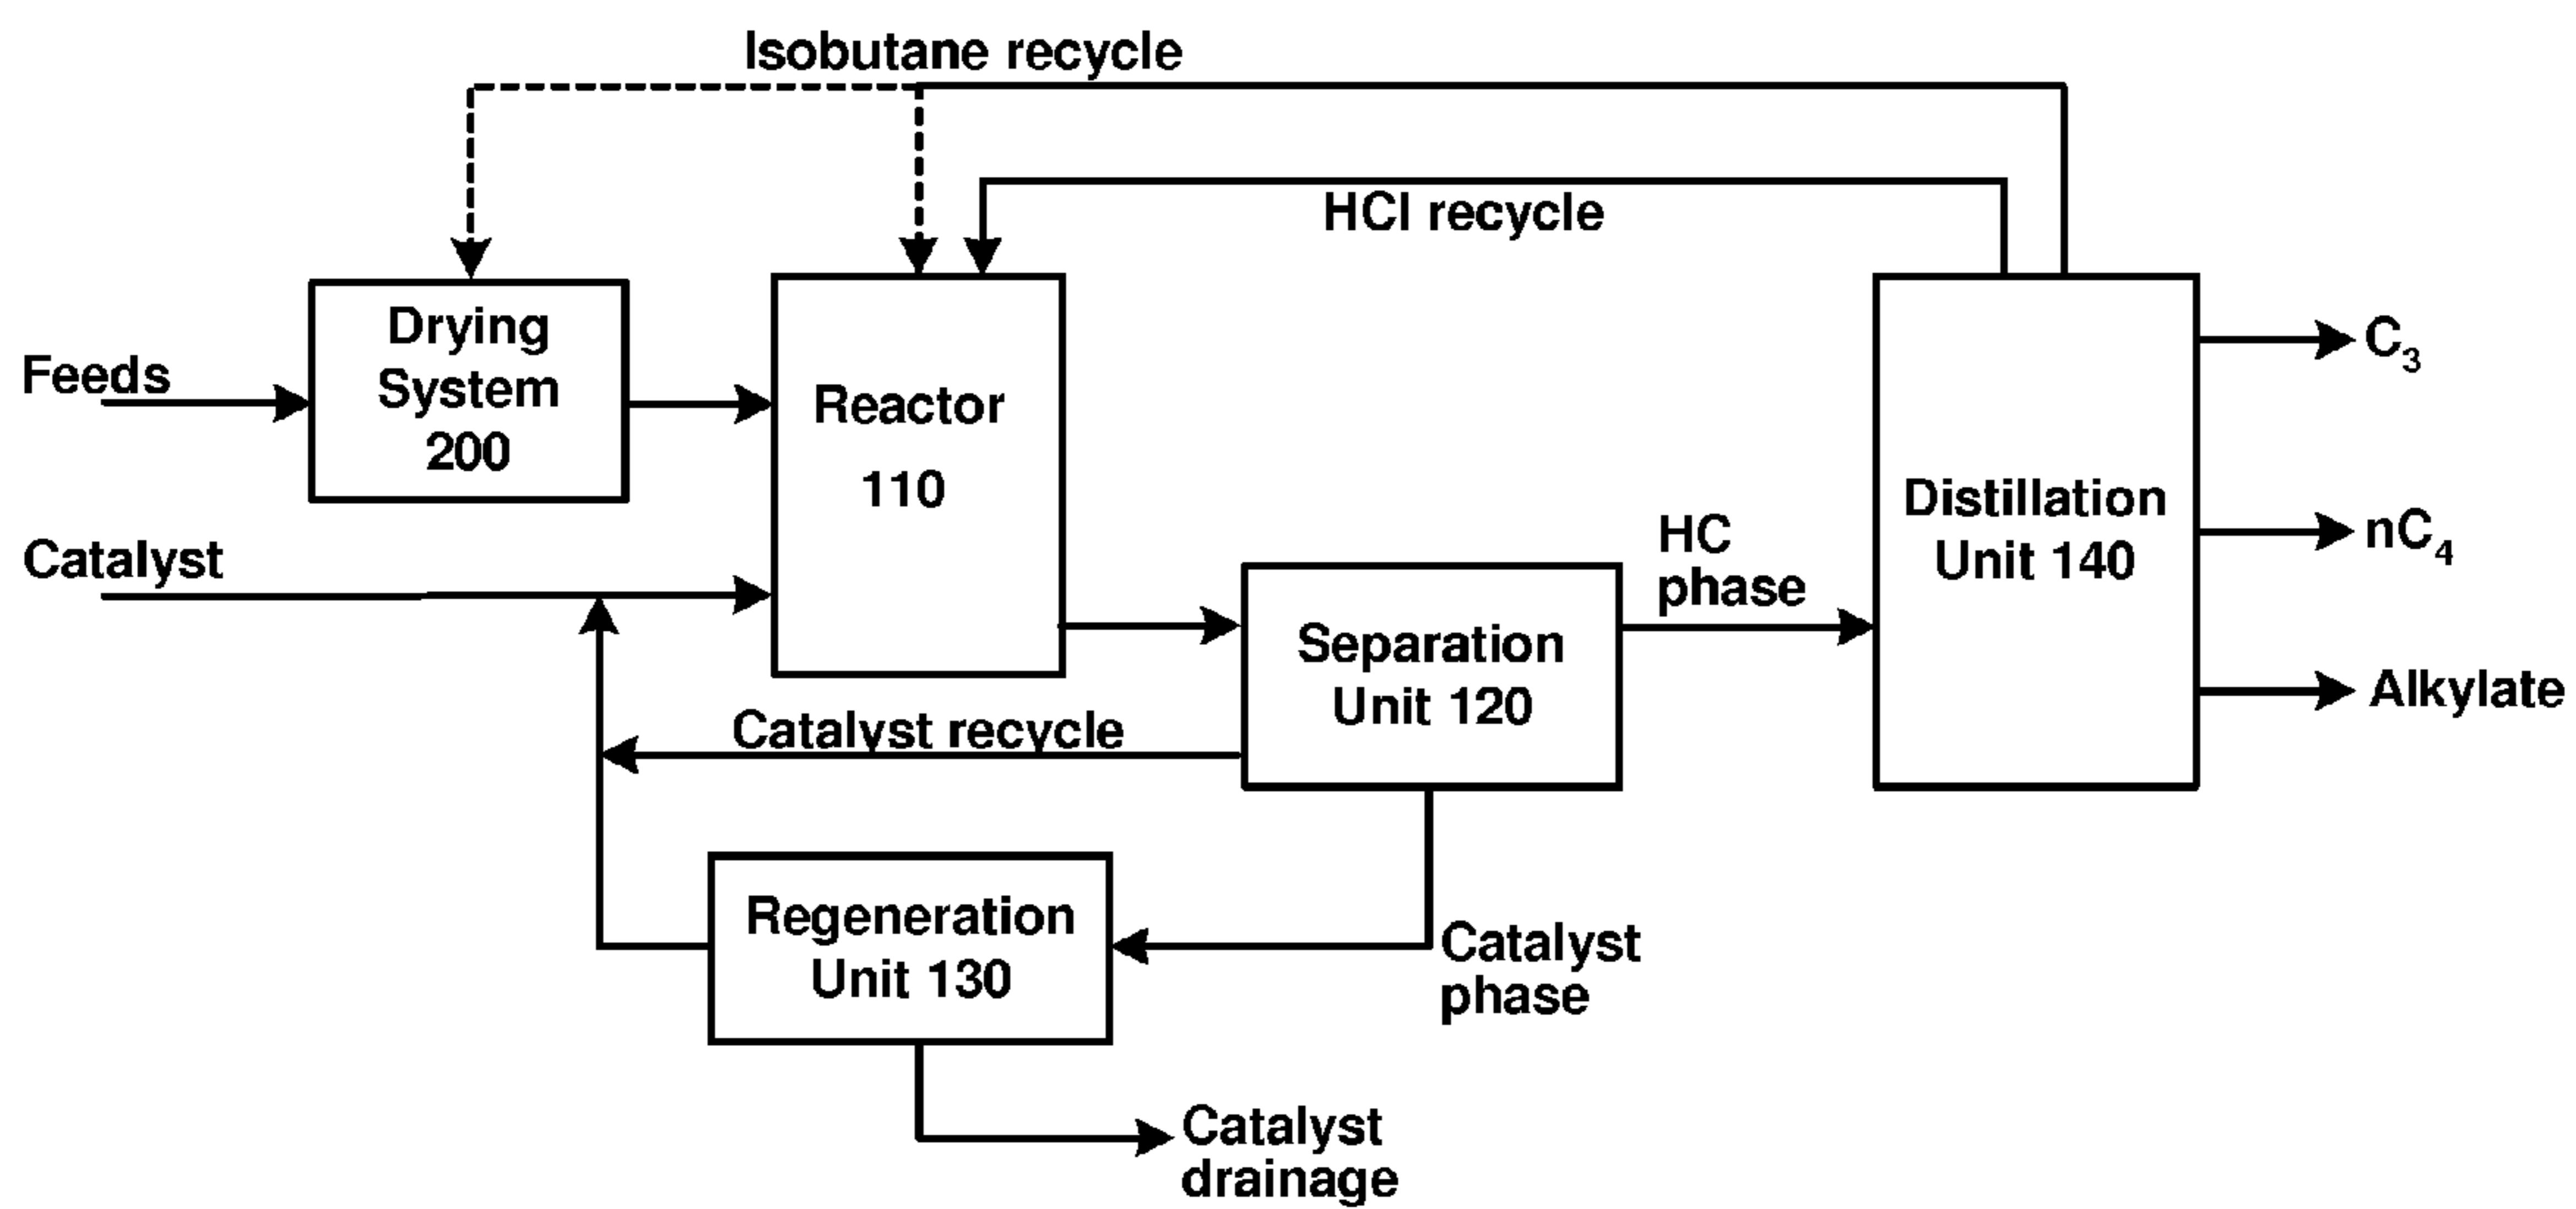 Isobutane recycle
HCl recycle
Drying
System
200
Feeds
Reactor
110
C₃
Distillation
Unit 140
nC₄
HC
phase
Catalyst
Separation
Unit 120
Alkylate
Catalyst recycle
Regeneration
Unit 130
Catalyst
phase
Catalyst
drainage